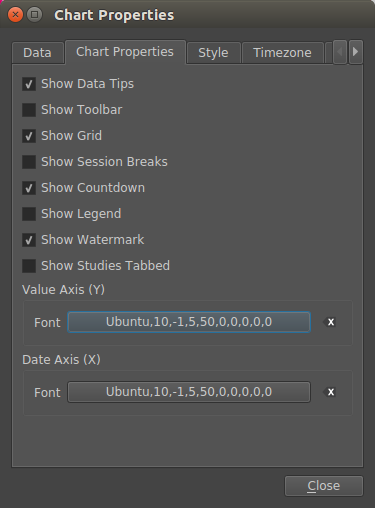 Chart Properties
Data Chart Properties Style Timezone
Show Data Tips
Show Toolbar
Show Grid
Show Session Breaks
Show Countdown
Show Legend
Show Watermark
Show Studies Tabbed
Value Axis (Y)
Font Ubuntu,10,-1,5,50,0,0,0,0,0 x
Date Axis (X)
Font Ubuntu,10,-1,5,50,0,0,0,0,0 x
Close